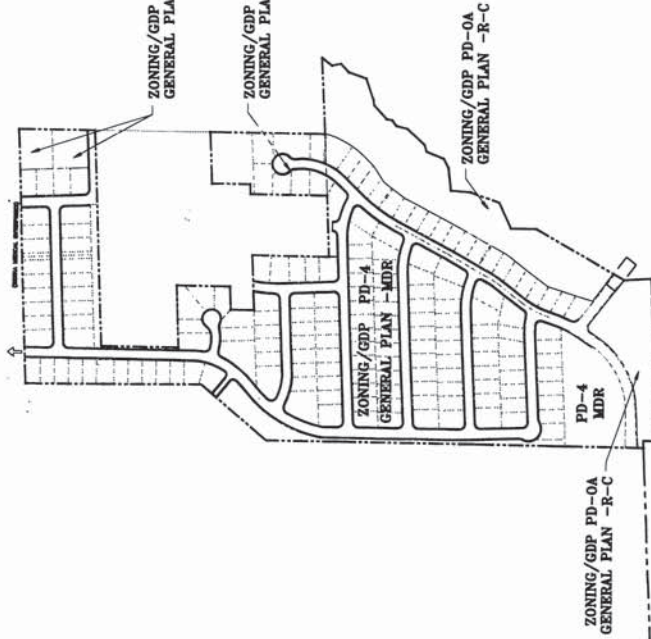 ZONING/GDP
GENERAL PLA
ZONING/GDP
GENERAL PLA
ZONING/GDP PD-OA
GENERAL PLAN -R-C
ZONING/GDP PD-4
GENERAL PLAN -MDR
PD-4
MDR
ZONING/GDP PD-OA
GENERAL PLAN -R-C